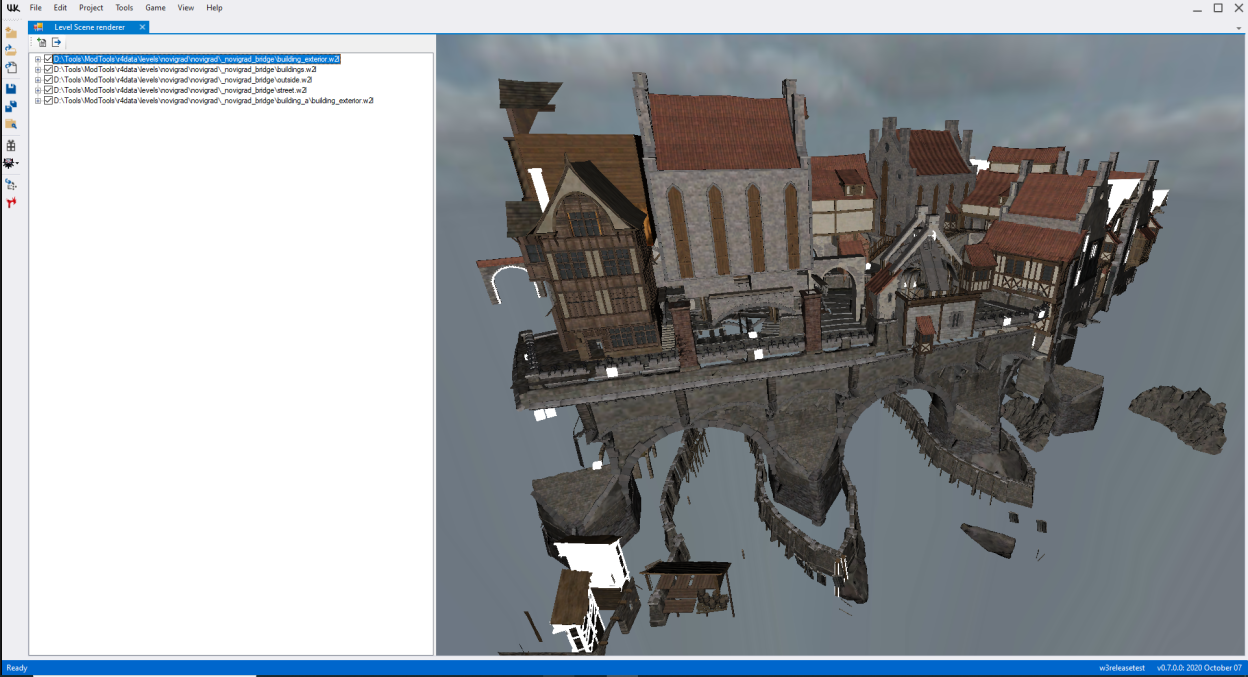 File Edit Project Tools Game View Help
Level Scene renderer
D:\Tools\ModTools\r4data\levels\novigrad\novigrad\_novigrad_bridge\building_exterior.w2l
D:\Tools\ModTools\r4data\levels\novigrad\novigrad\_novigrad_bridge\buildings.w2l
D:\Tools\ModTools\r4data\levels\novigrad\novigrad\_novigrad_bridge\outside.w2l
D:\Tools\ModTools\r4data\levels\novigrad\novigrad\_novigrad_bridge\street.w2l
D:\Tools\ModTools\r4data\levels\novigrad\novigrad\_novigrad_bridge\building_a\building_exterior.w2l
Ready w3releasetest v0.7.0.0: 2020 October 07